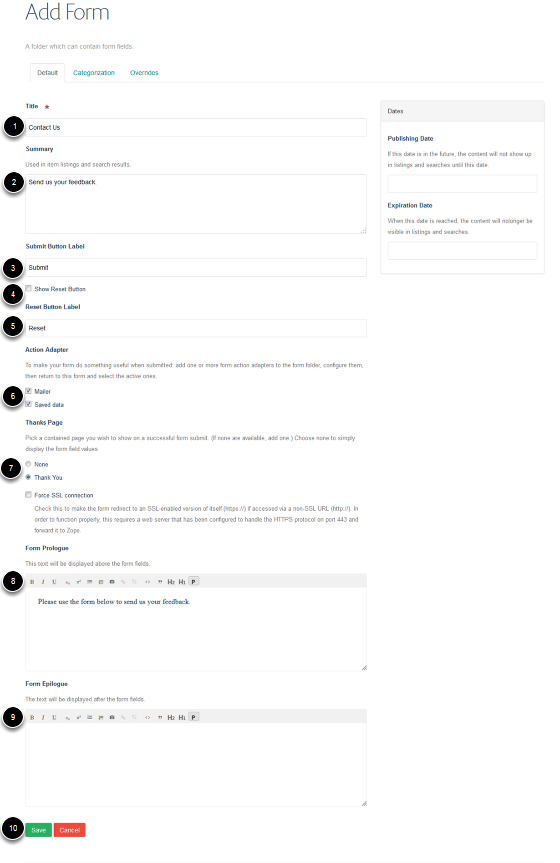 Add Form
A folder which can contain form fields.
Default Categorization Overrides
Title ★
1
Contact Us
Summary
Used in item listings and search results.
2
Send us your feedback
Submit Button Label
3
Submit
4
Show Reset Button
Reset Button Label
5
Reset
Action Adapter
To make your form do something useful when submitted: add one or more form action adapters to the form folder, configure them,
then return to this form and select the active ones.
6
Mailer
Saved data
Thanks Page
Pick a contained page you wish to show on a successful form submit. (If none are available, add one.) Choose none to simply
display the form field values.
7
None
Thank You
Force SSL connection
Check this to make the form redirect to an SSL-enabled version of itself (https://) if accessed via a non-SSL URL (http://). In
order to function properly, this requires a web server that has been configured to handle the HTTPS protocol on port 443 and
forward it to Zope.
Form Prologue
This text will be displayed above the form fields.
8
B I U H2 H3 P
Please use the form below to send us your feedback.
Form Epilogue
The text will be displayed after the form fields.
9
B I U H2 H3 P
10
Save Cancel
Dates
Publishing Date
If this date is in the future, the content will not show up
in listings and searches until this date.
Expiration Date
When this date is reached, the content will nolonger be
visible in listings and searches.